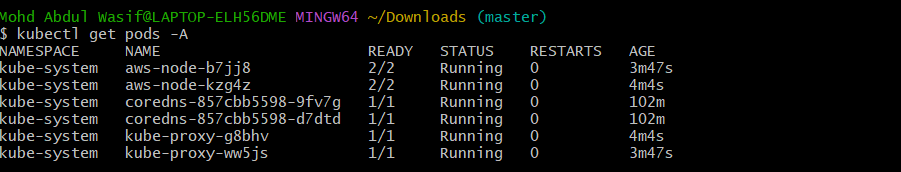 Mohd Abdul Wasif@LAPTOP-ELH56DME MINGW64 ~/Downloads (master)
$ kubectl get pods -A
NAMESPACE     NAME                       READY   STATUS    RESTARTS   AGE
kube-system   aws-node-b7jj8             2/2     Running   0          3m47s
kube-system   aws-node-kzg4z             2/2     Running   0          4m4s
kube-system   coredns-857cbb5598-9fv7g   1/1     Running   0          102m
kube-system   coredns-857cbb5598-d7dtd   1/1     Running   0          102m
kube-system   kube-proxy-g8bhv           1/1     Running   0          4m4s
kube-system   kube-proxy-ww5js           1/1     Running   0          3m47s